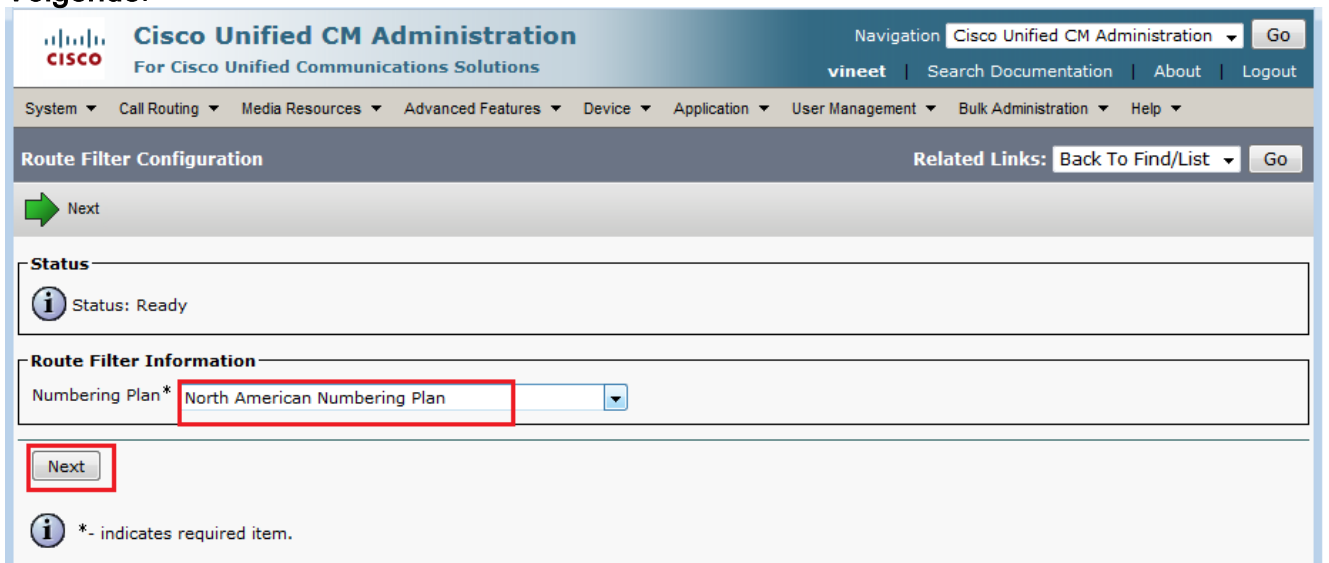 Volgende.
Cisco Unified CM Administration
For Cisco Unified Communications Solutions
CISCO
Navigation Cisco Unified CM Administration Go
vineet | Search Documentation | About | Logout
System Call Routing Media Resources Advanced Features Device Application User Management Bulk Administration Help
Route Filter Configuration
Related Links: Back To Find/List Go
Next
Status
Status: Ready
Route Filter Information
Numbering Plan* North American Numbering Plan
Next
*- indicates required item.